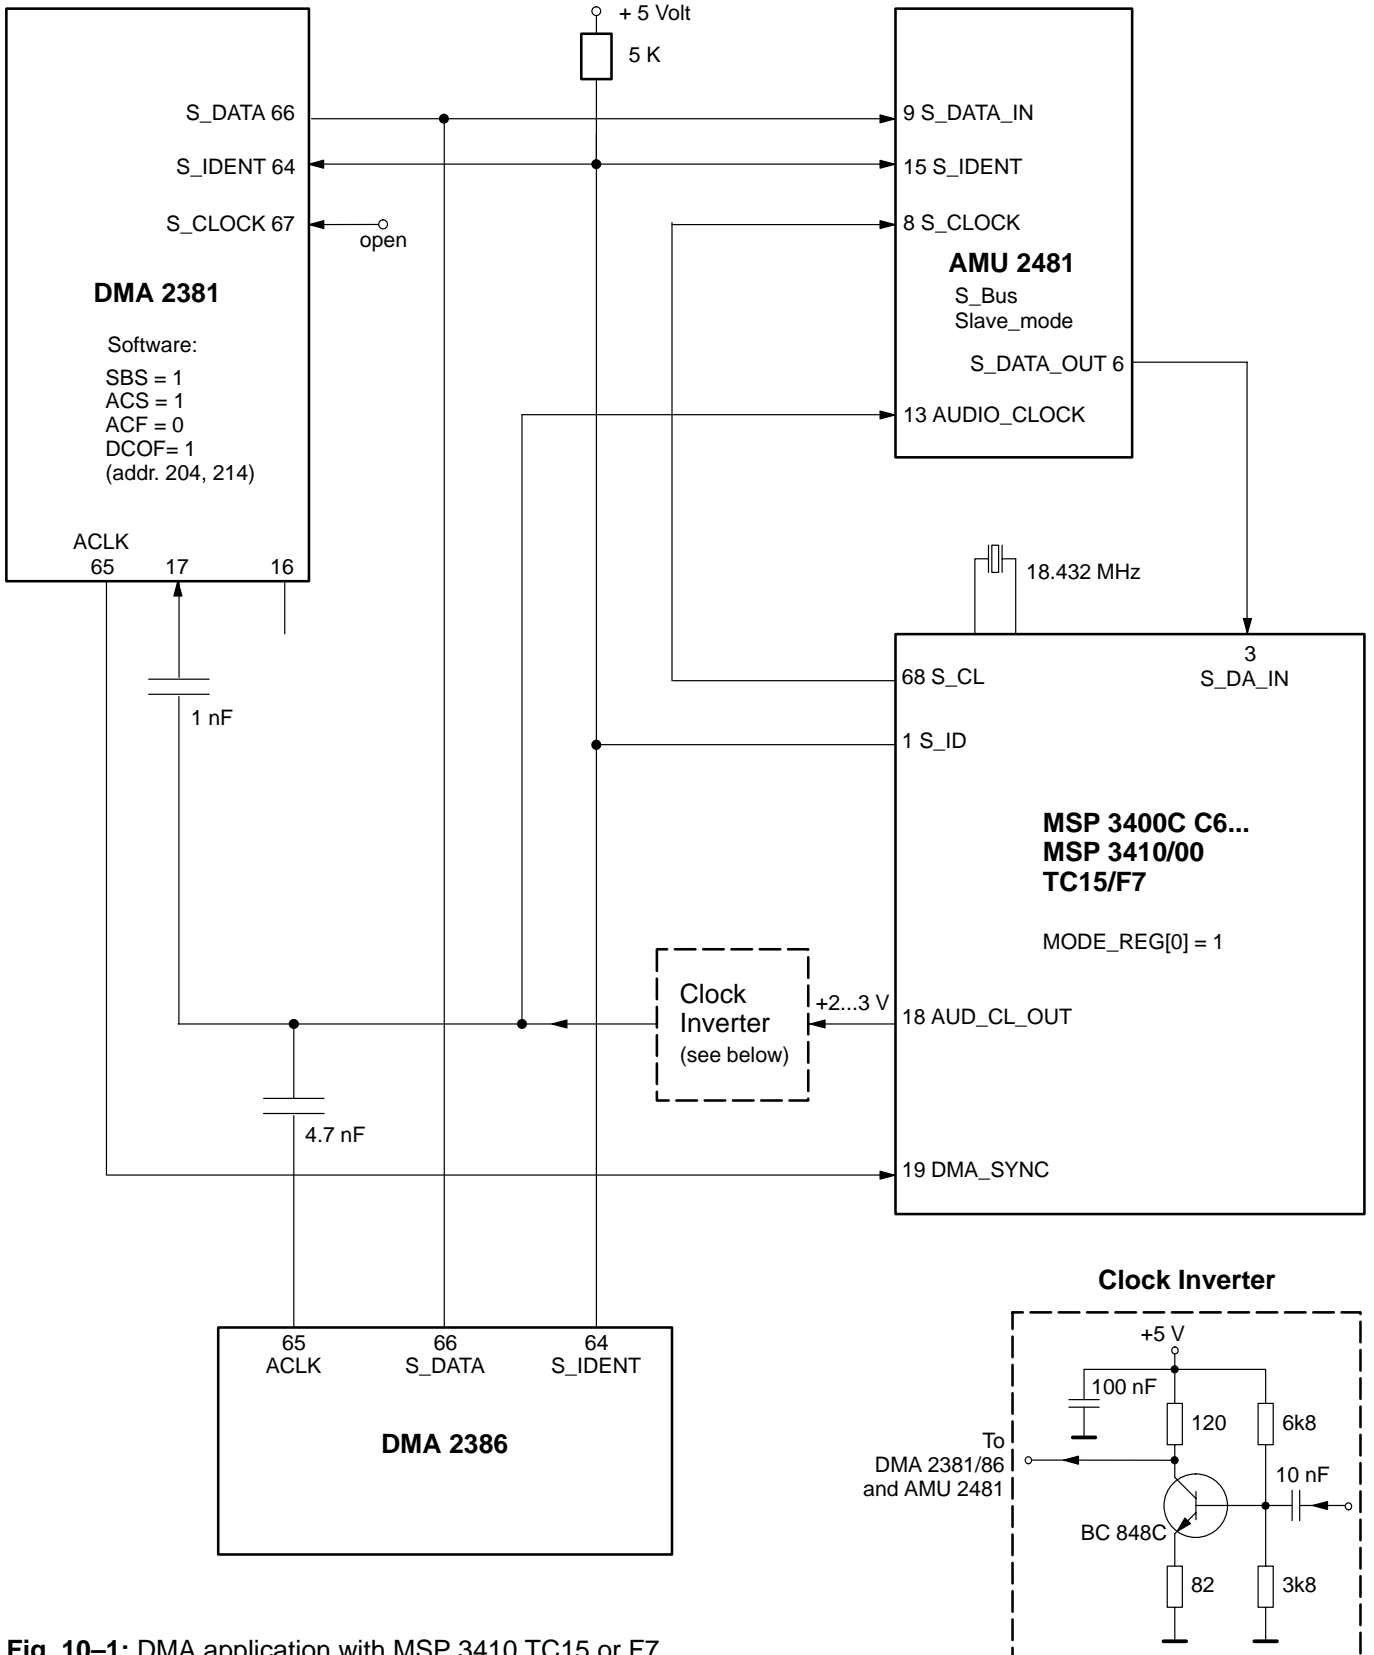 + 5 Volt
5 K
S_DATA 66
S_IDENT 64
S_CLOCK 67
open
DMA 2381
Software:
SBS = 1
ACS = 1
ACF = 0
DCOF= 1
(addr. 204, 214)
ACLK
65
17
16
1 nF
9 S_DATA_IN
15 S_IDENT
8 S_CLOCK
AMU 2481
S_Bus
Slave_mode
S_DATA_OUT 6
13 AUDIO_CLOCK
18.432 MHz
68 S_CL
3
S_DA_IN
1 S_ID
MSP 3400C C6...
MSP 3410/00
TC15/F7
MODE_REG[0] = 1
Clock
Inverter
(see below)
+2...3 V
18 AUD_CL_OUT
4.7 nF
19 DMA_SYNC
65
ACLK
66
S_DATA
64
S_IDENT
DMA 2386
Clock Inverter
+5 V
100 nF
120
6k8
To
DMA 2381/86
and AMU 2481
10 nF
BC 848C
82
3k8
Fig. 10–1: DMA application with MSP 3410 TC15 or F7